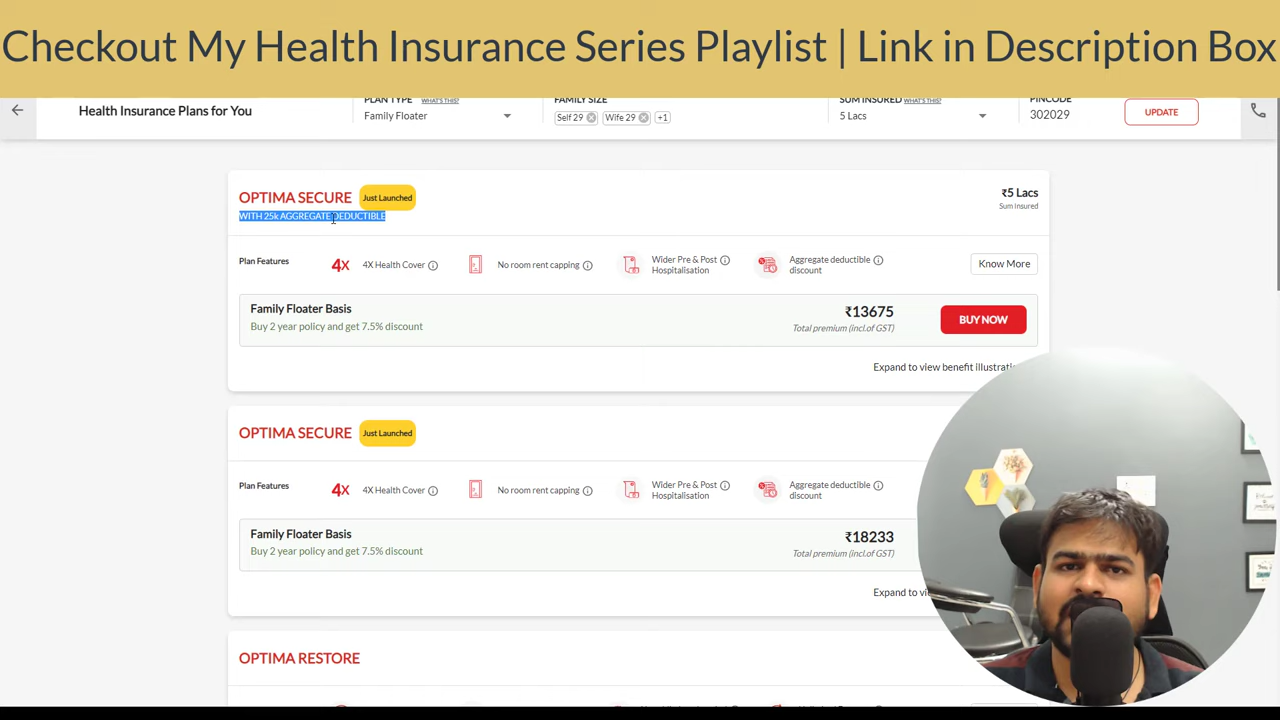 Checkout My Health Insurance Series Playlist | Link in Description Box
Health Insurance Plans for You
PLAN TYPE WHAT'S THIS?
Family Floater
FAMILY SIZE
Self 29 Wife 29 +1
SUM INSURED WHAT'S THIS?
5 Lacs
PINCODE
302029
UPDATE
OPTIMA SECURE Just Launched
WITH 25k AGGREGATE DEDUCTIBLE
₹5 Lacs
Sum Insured
Plan Features
4X 4X Health Cover
No room rent capping
Wider Pre & Post
Hospitalisation
Aggregate deductible
discount
Know More
Family Floater Basis
Buy 2 year policy and get 7.5% discount
₹13675
Total premium (incl.of GST)
BUY NOW
Expand to view benefit illustrati
OPTIMA SECURE Just Launched
Plan Features
4X 4X Health Cover
No room rent capping
Wider Pre & Post
Hospitalisation
Aggregate deductible
discount
Family Floater Basis
Buy 2 year policy and get 7.5% discount
₹18233
Total premium (incl.of GST)
Expand to vi
OPTIMA RESTORE